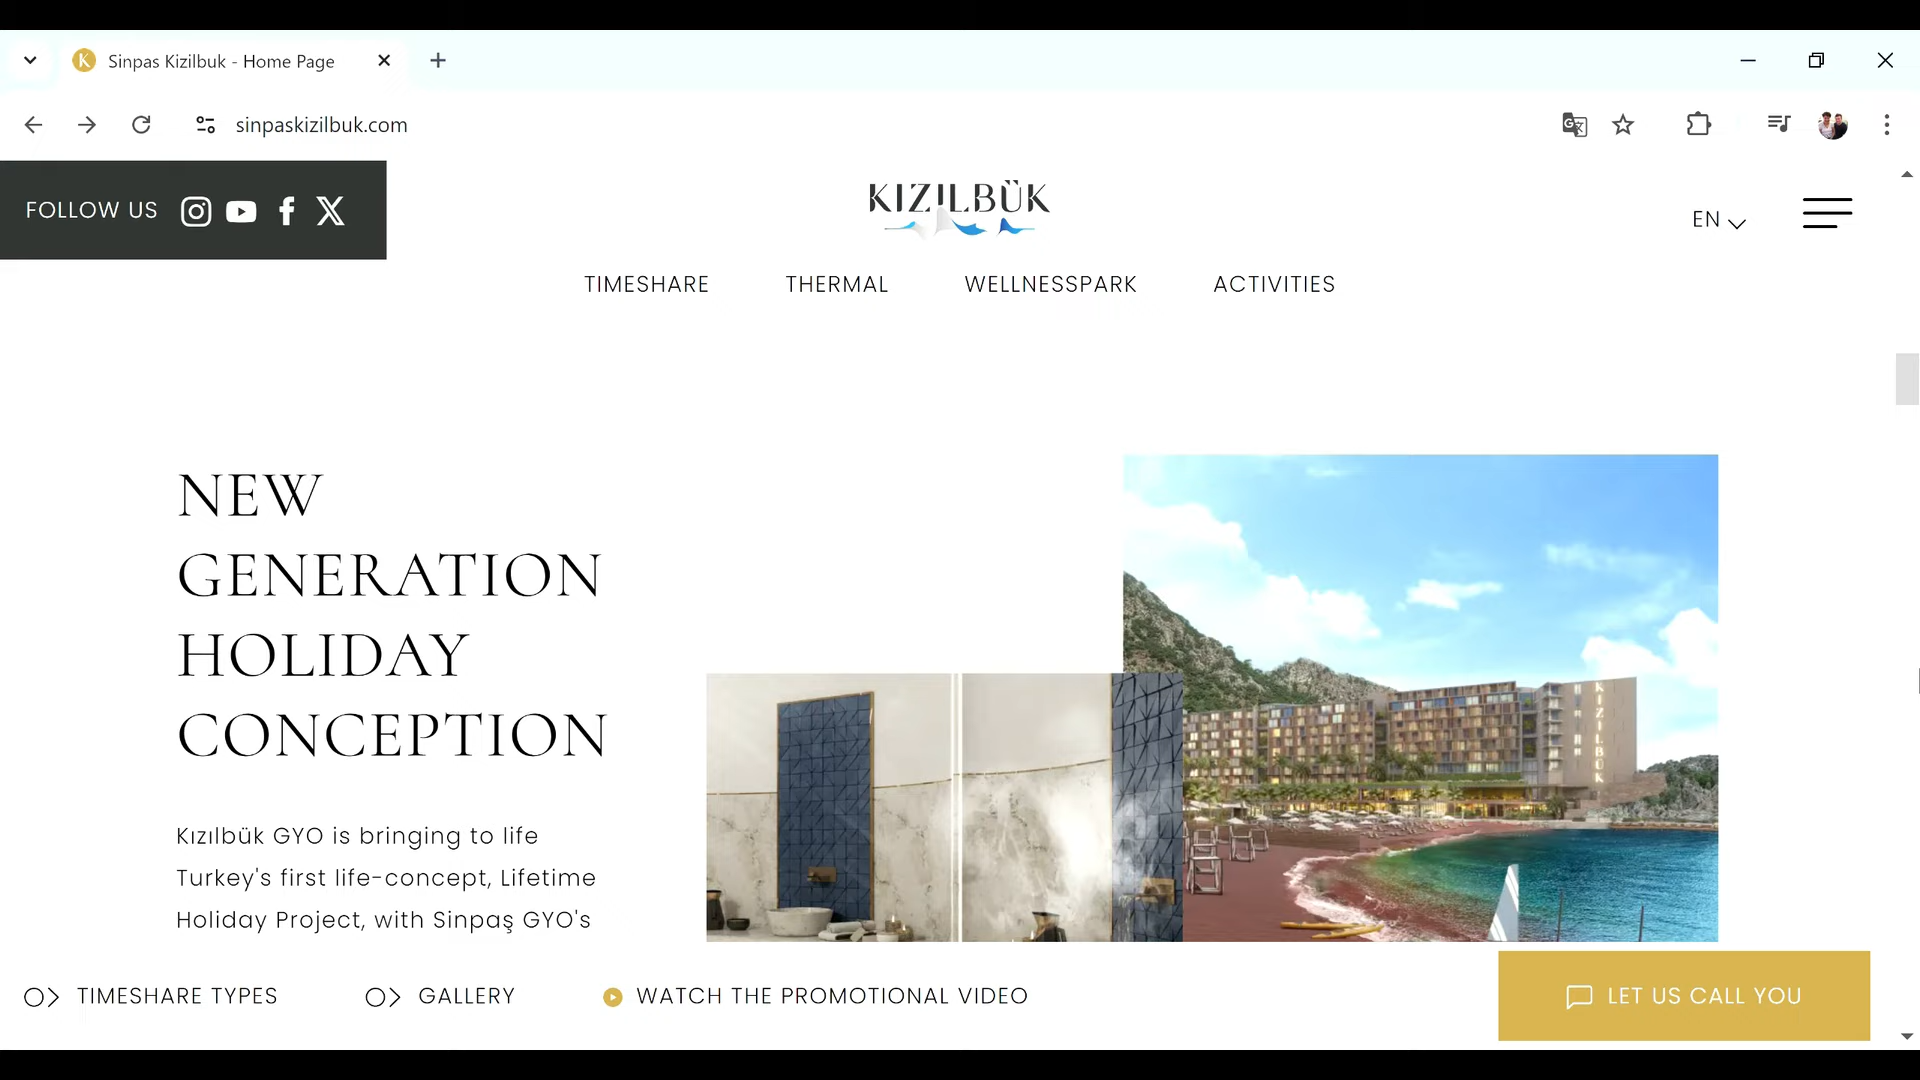 Sinpas Kizilbuk - Home Page
sinpaskizilbuk.com
FOLLOW US
KIZILBÜK
EN
TIMESHARE
THERMAL
WELLNESSPARK
ACTIVITIES
NEW
GENERATION
HOLIDAY
CONCEPTION
KIZILBÜK
Kızılbük GYO is bringing to life
Turkey's first life-concept, Lifetime
Holiday Project, with Sinpaş GYO's
TIMESHARE TYPES
GALLERY
WATCH THE PROMOTIONAL VIDEO
LET US CALL YOU